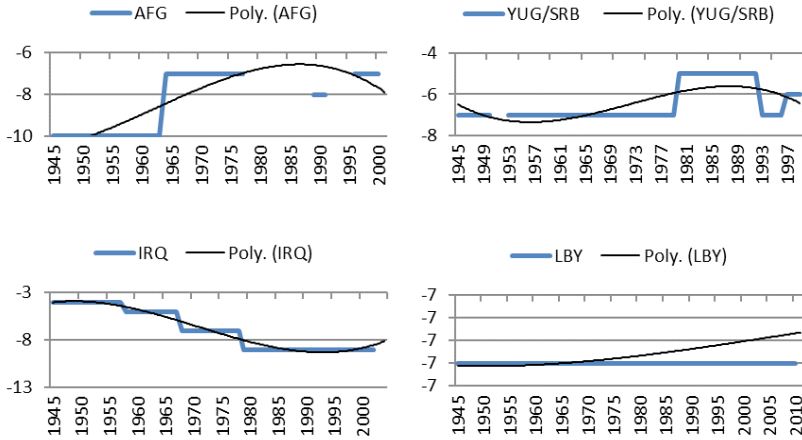 AFG Poly. (AFG)
-6
-8
-10
1945 1950 1955 1960 1965 1970 1975 1980 1985 1990 1995 2000
YUG/SRB Poly. (YUG/SRB)
-4
-6
-8
1945 1949 1953 1957 1961 1965 1969 1973 1977 1981 1985 1989 1993 1997
IRQ Poly. (IRQ)
-3
-8
-13
1945 1950 1955 1960 1965 1970 1975 1980 1985 1990 1995 2000
LBY Poly. (LBY)
-7
-7
-7
-7
-7
1945 1950 1955 1960 1965 1970 1975 1980 1985 1990 1995 2000 2005 2010